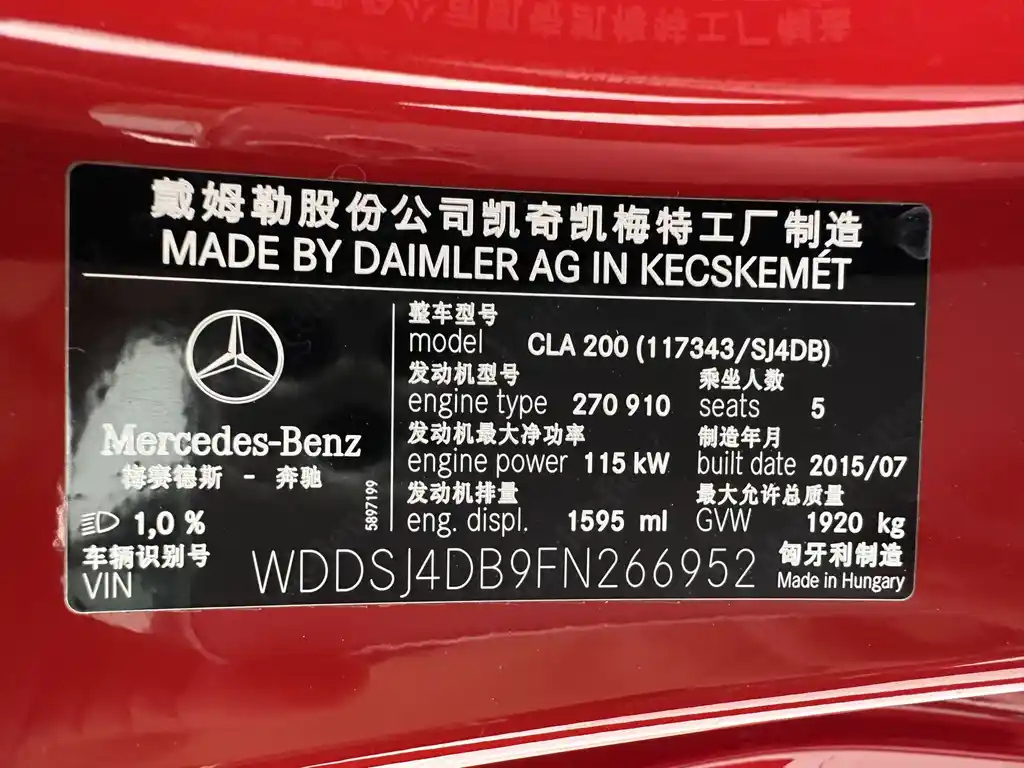 戴姆勒股份公司凯奇凯梅特工厂制造
MADE BY DAIMLER AG IN KECSKEMÉT
整车型号
model CLA 200 (117343/SJ4DB)
发动机型号 乘坐人数
engine type 270 910 seats 5
发动机最大净功率 制造年月
engine power 115 kW built date 2015/07
发动机排量 最大允许总质量
eng. displ. 1595 ml GVW 1920 kg
Mercedes-Benz
梅赛德斯 - 奔驰
5897199
1,0 %
车辆识别号
VIN WDDSJ4DB9FN266952
匈牙利制造
Made in Hungary